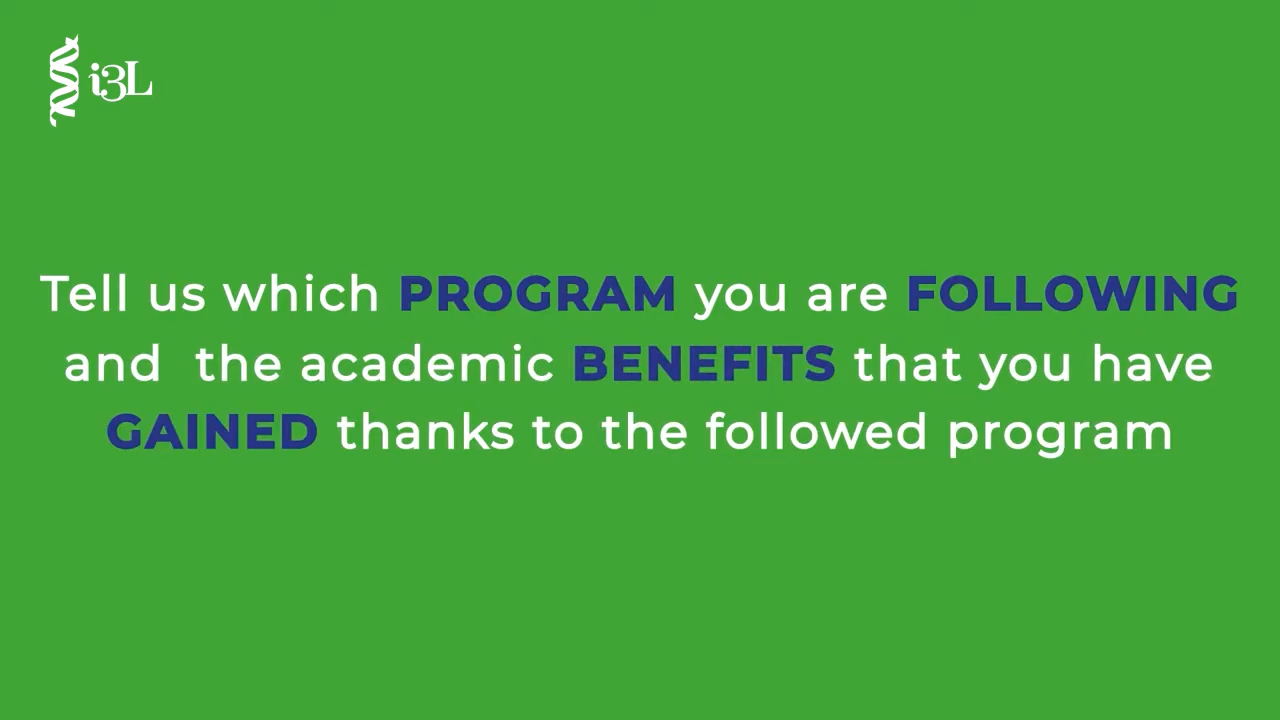 i3L
Tell us which PROGRAM you are FOLLOWING
and the academic BENEFITS that you have
GAINED thanks to the followed program